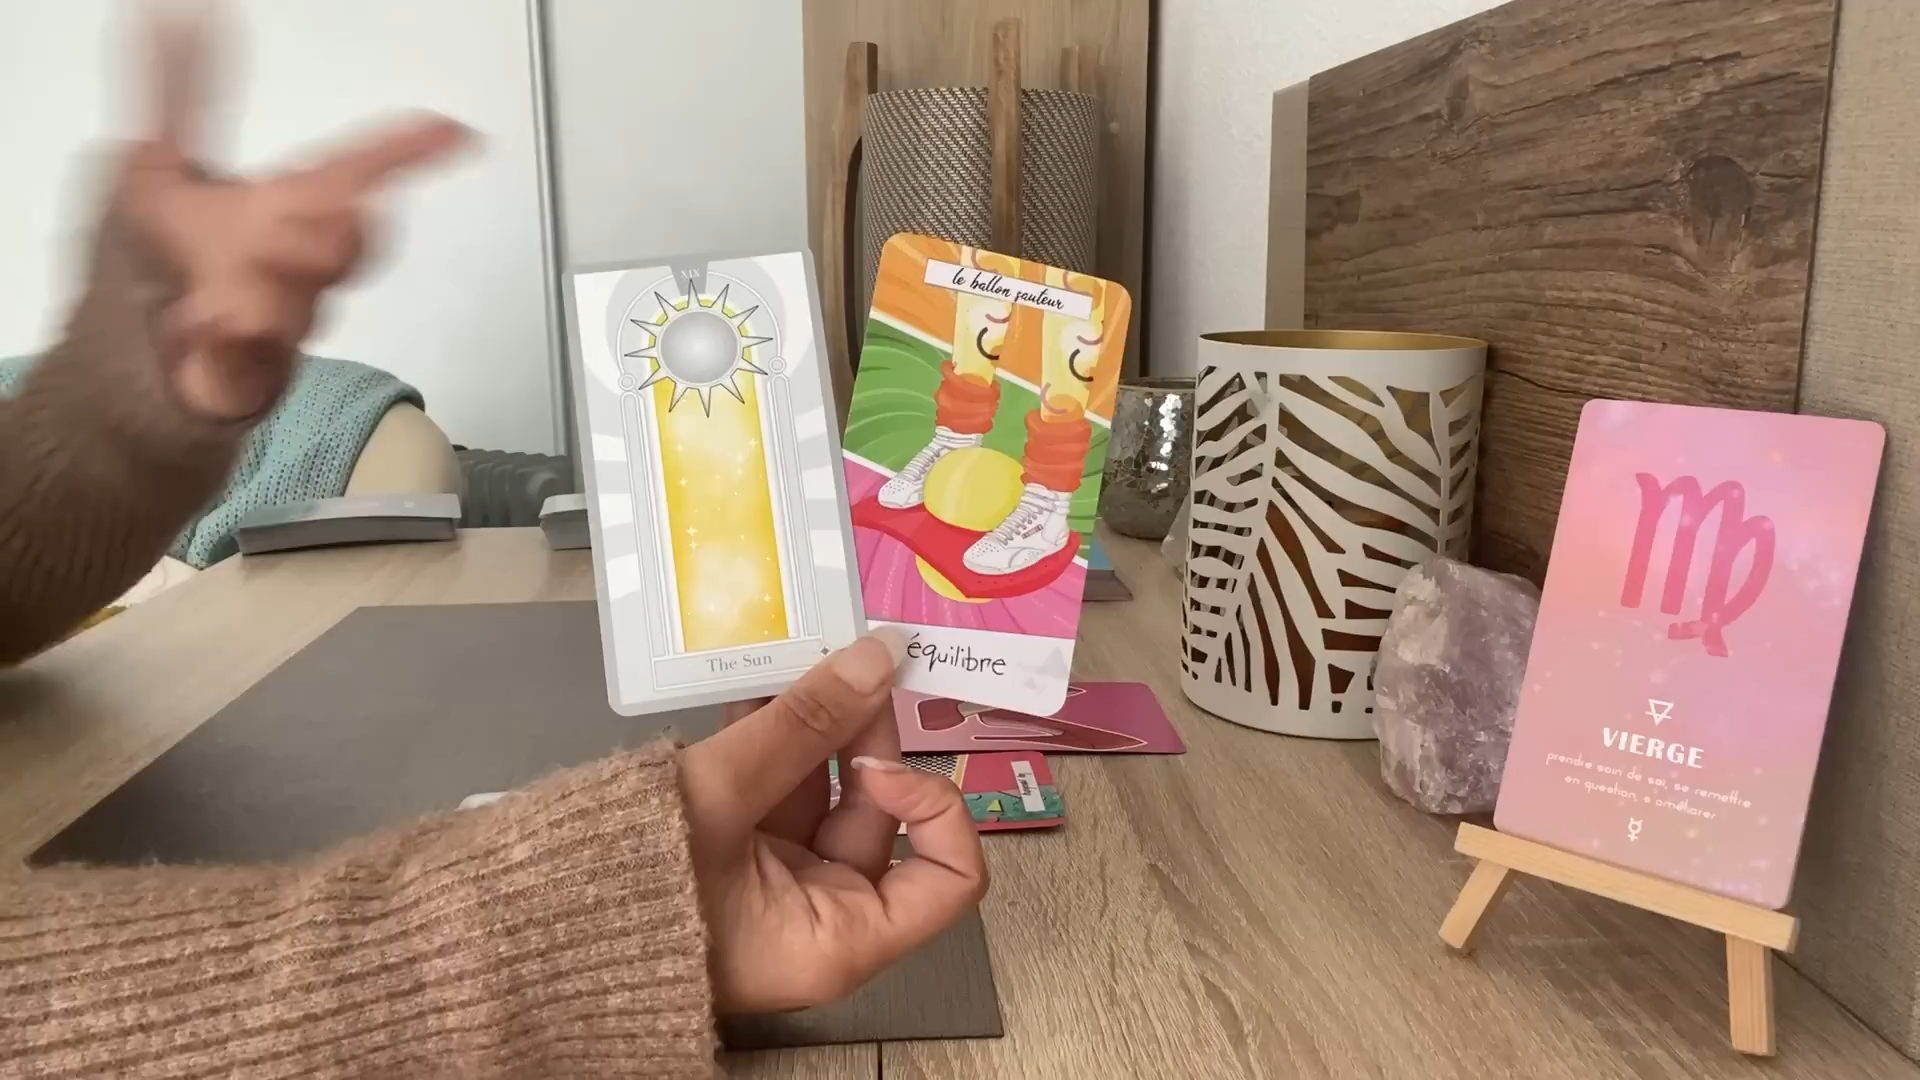 XIX
The Sun
le ballon sauteur
équilibre
VIERGE
prendre soin de soi, se remettre
en question, s améliorer